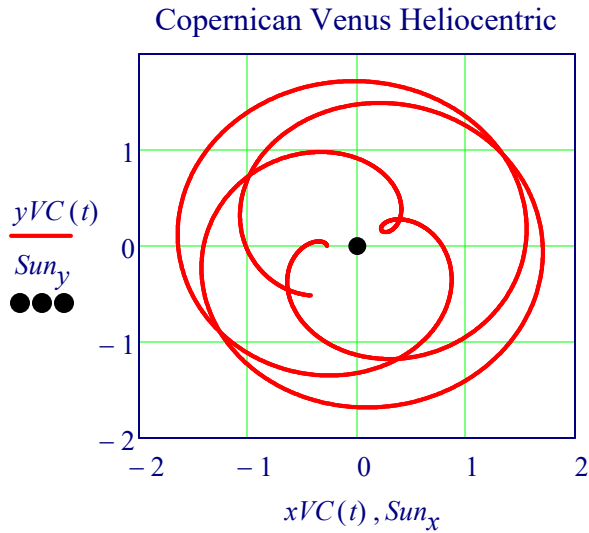 Copernican Venus Heliocentric
1
0
− 1
− 2
− 2
− 1
0
1
2
yVC(t)
Sun_y
xVC(t) , Sun_x